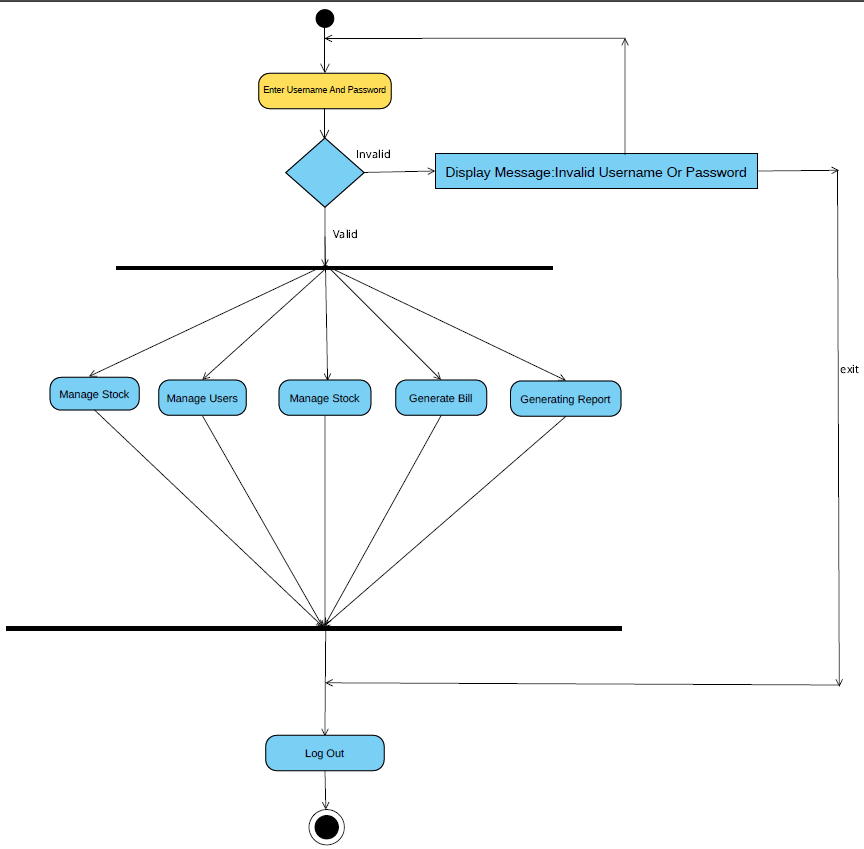 Enter Username And Password
Invalid
Display Message:Invalid Username Or Password
Valid
exit
Manage Stock
Manage Users
Manage Stock
Generate Bill
Generating Report
Log Out